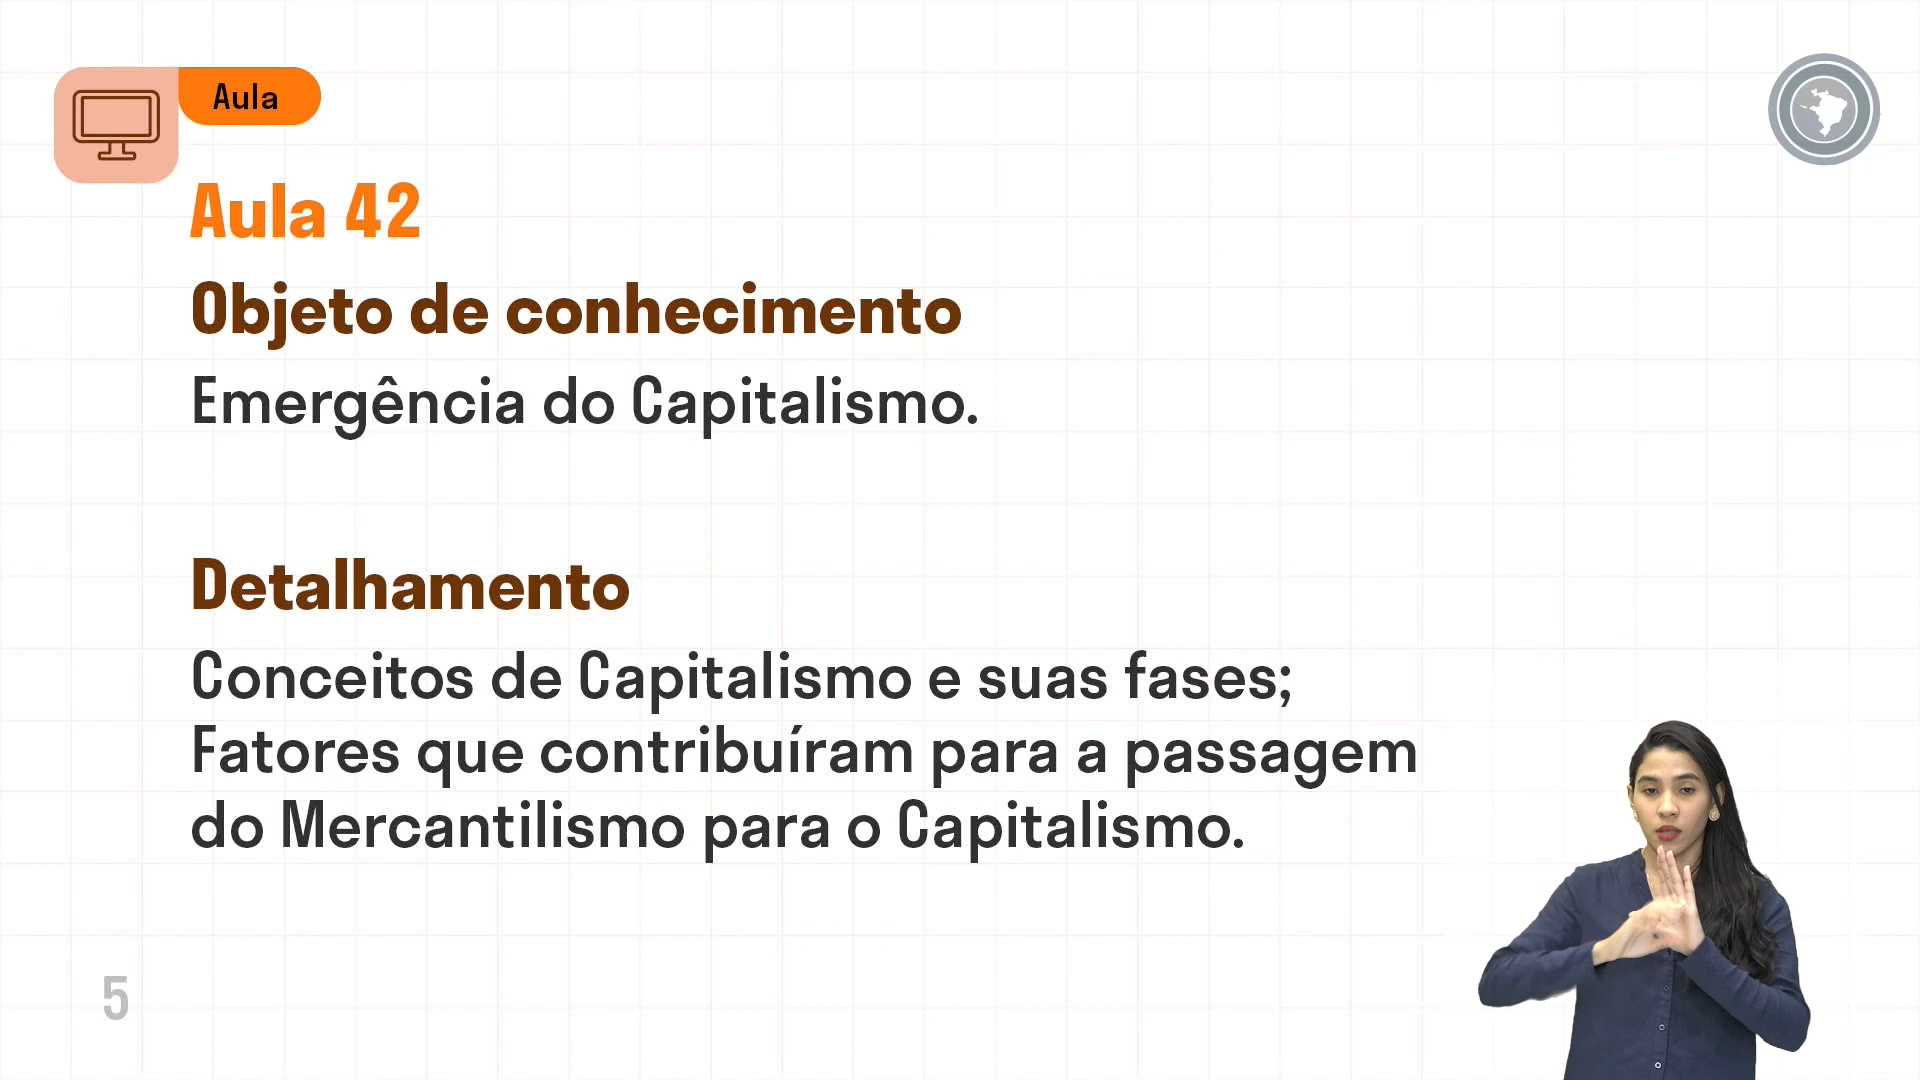 Aula
Aula 42
Objeto de conhecimento
Emergência do Capitalismo.
Detalhamento
Conceitos de Capitalismo e suas fases;
Fatores que contribuíram para a passagem
do Mercantilismo para o Capitalismo.
5